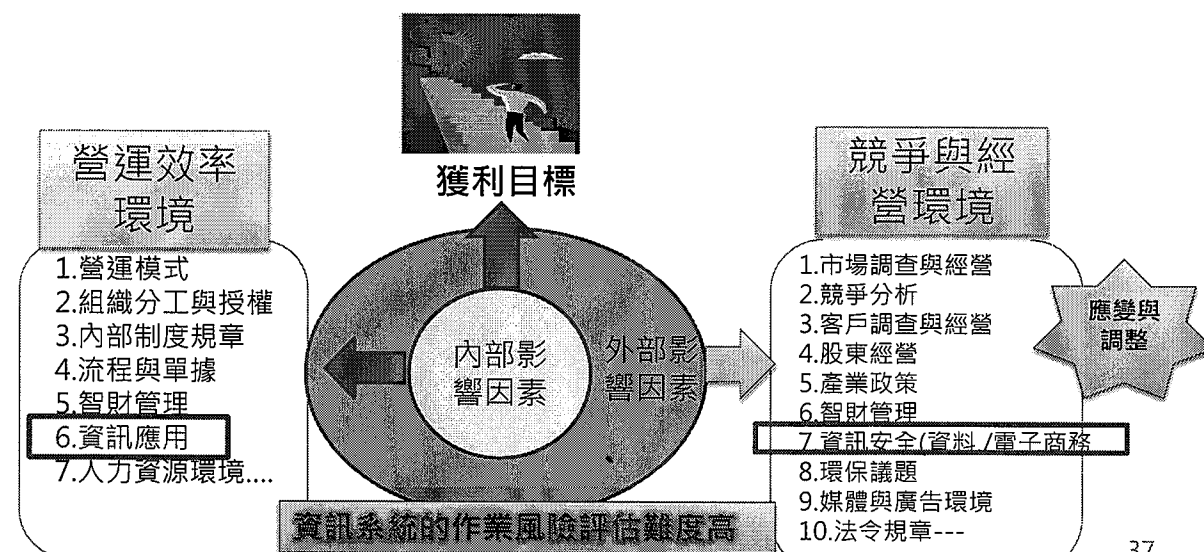 獲利目標
營運效率
環境
1.營運模式
2.組織分工與授權
3.內部制度規章
4.流程與單據
5.智財管理
6.資訊應用
7.人力資源環境....
內部影
響因素
外部影
響因素
競爭與經
營環境
1.市場調查與經營
2.競爭分析
3.客戶調查與經營
4.股東經營
5.產業政策
6.智財管理
7.資訊安全(資料/電子商務
8.環保議題
9.媒體與廣告環境
10.法令規章---
應變與
調整
資訊系統的作業風險評估難度高
37